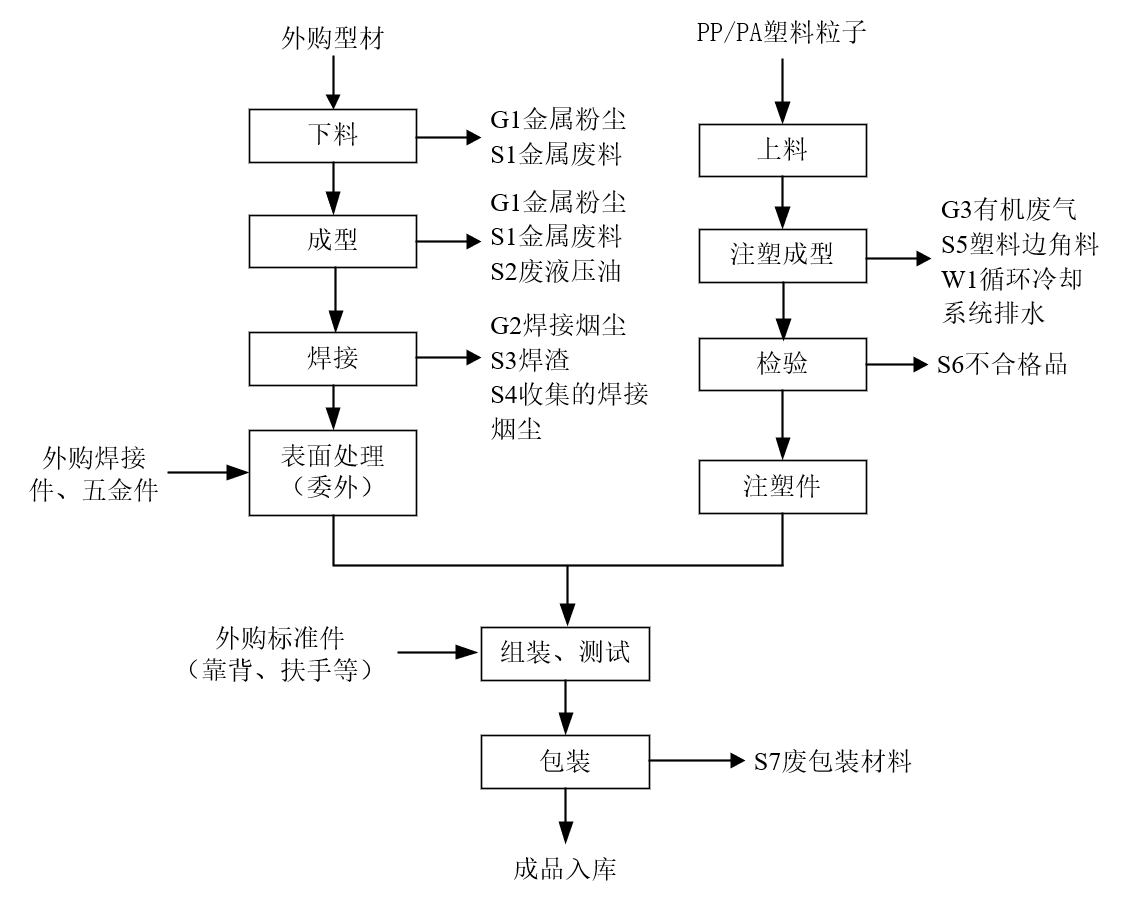 外购型材
下料
G1金属粉尘
S1金属废料
成型
G1金属粉尘
S1金属废料
S2废液压油
焊接
G2焊接烟尘
S3焊渣
S4收集的焊接
烟尘
外购焊接
件、五金件
表面处理
（委外）
PP/PA塑料粒子
上料
注塑成型
G3有机废气
S5塑料边角料
W1循环冷却
系统排水
检验
S6不合格品
注塑件
外购标准件
（靠背、扶手等）
组装、测试
包装
S7废包装材料
成品入库